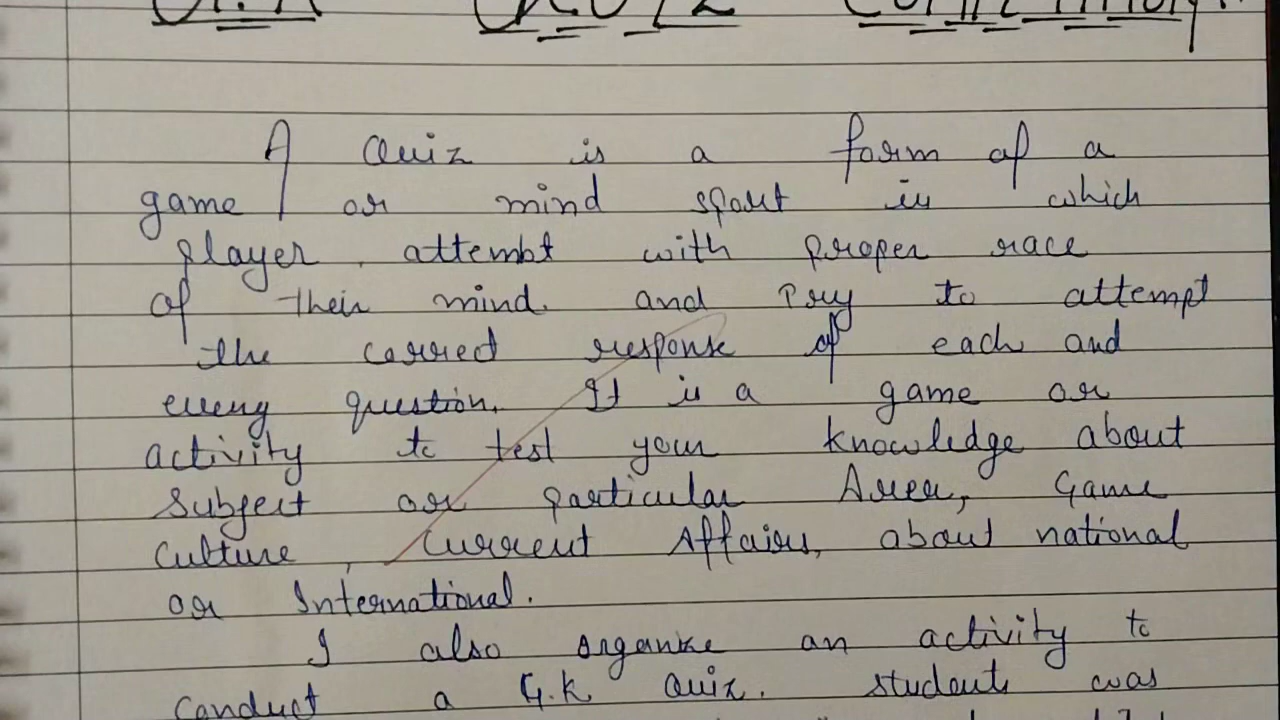 G.K Quiz
A Quiz is a form of a
game or mind sport in which
player, attembt with proper race
of their mind. and Pry to attempt
the correct response of each and
every question. It is a game or
activity to test your knowledge about
Subject or particular Area, Game
Culture, Current Affairs, about national
or International.
I also organize an activity to
conduct a G.K Quiz. students was